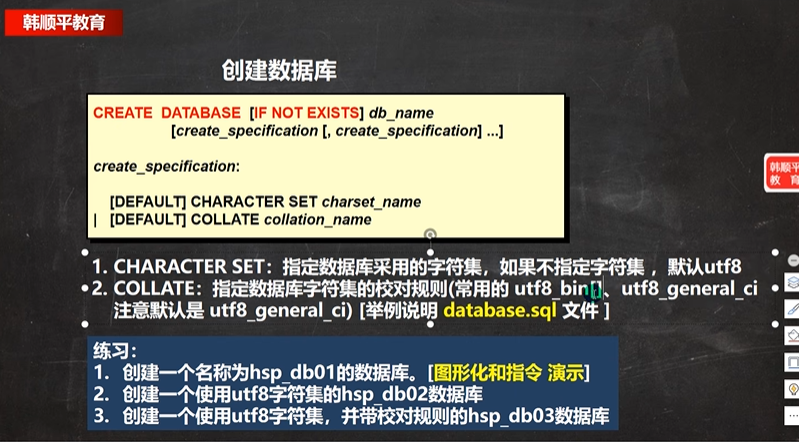 韩顺平教育
创建数据库
CREATE DATABASE [IF NOT EXISTS] db_name
[create_specification [, create_specification] ...]
create_specification:
[DEFAULT] CHARACTER SET charset_name
| [DEFAULT] COLLATE collation_name
韩顺平
教 育
1. CHARACTER SET：指定数据库采用的字符集，如果不指定字符集，默认utf8
2. COLLATE：指定数据库字符集的校对规则(常用的 utf8_bin[]、utf8_general_ci
注意默认是 utf8_general_ci) [举例说明 database.sql 文件 ]
练习：
1. 创建一个名称为hsp_db01的数据库。[图形化和指令 演示]
2. 创建一个使用utf8字符集的hsp_db02数据库
3. 创建一个使用utf8字符集，并带校对规则的hsp_db03数据库